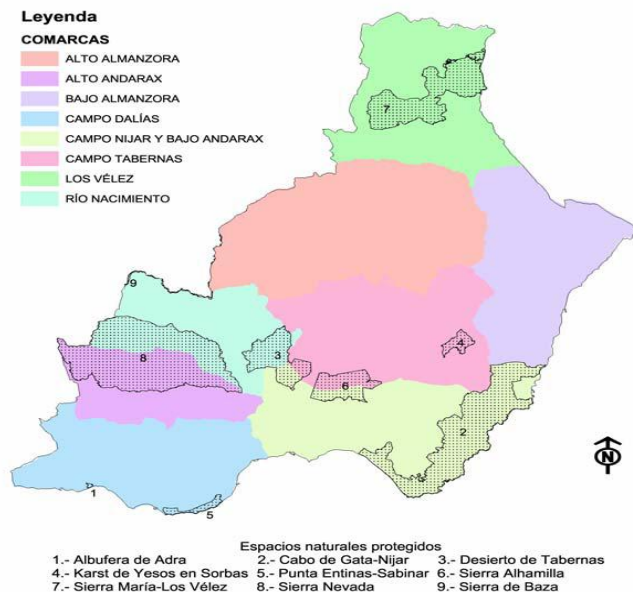 Leyenda
COMARCAS
ALTO ALMANZORA
ALTO ANDARAX
BAJO ALMANZORA
CAMPO DALÍAS
CAMPO NIJAR Y BAJO ANDARAX
CAMPO TABERNAS
LOS VÉLEZ
RÍO NACIMIENTO
7
9
8
3
4
6
2
1
5
N
Espacios naturales protegidos
1.- Albufera de Adra 2.- Cabo de Gata-Nijar 3.- Desierto de Tabernas
4.- Karst de Yesos en Sorbas 5.- Punta Entinas-Sabinar 6.- Sierra Alhamilla
7.- Sierra María-Los Vélez 8.- Sierra Nevada 9.- Sierra de Baza